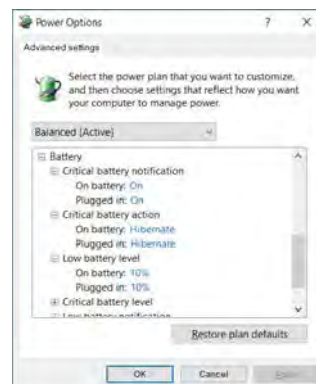 Power Options
Advanced settings
Select the power plan that you want to customize,
and then choose settings that reflect how you want
your computer to manage power.
Balanced [Active]
Battery
Critical battery notification
On battery: On
Plugged in: On
Critical battery action
On battery: Hibernate
Plugged in: Hibernate
Low battery level
On battery: 10%
Plugged in: 10%
Critical battery level
Low battery notification
Restore plan defaults
OK Cancel Apply